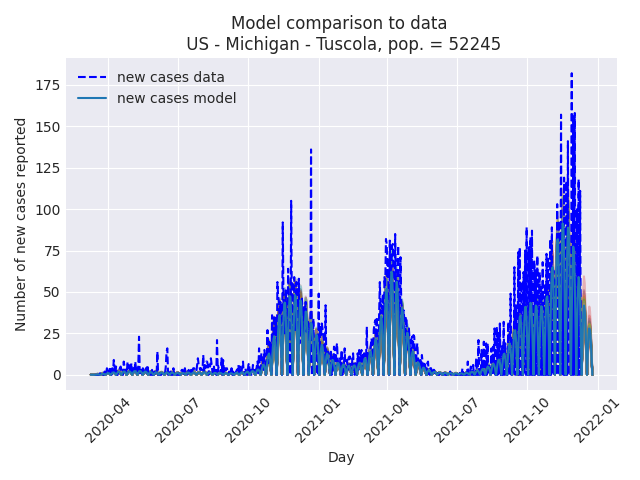 Model comparison to data
US - Michigan - Tuscola, pop. = 52245
new cases data
new cases model
Number of new cases reported
175
150
125
100
75
50
25
0
2020-04
2020-07
2020-10
2021-01
2021-04
2021-07
2021-10
2022-01
Day